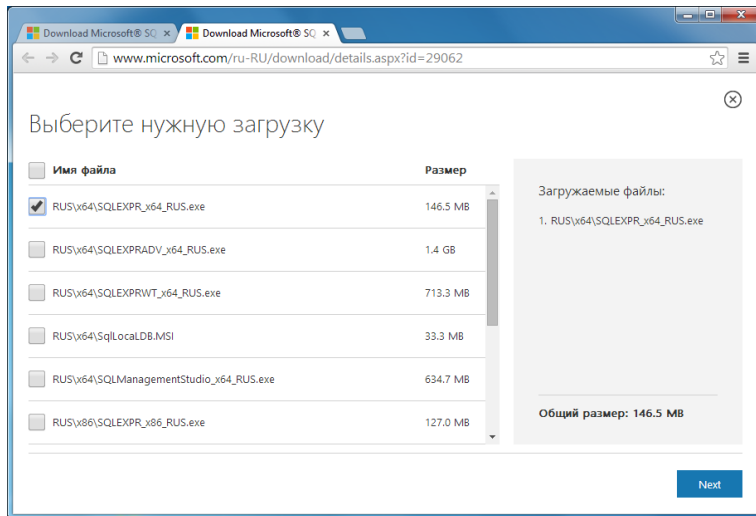 Download Microsoft® SQ
Download Microsoft® SQ
www.microsoft.com/ru-RU/download/details.aspx?id=29062
Выберите нужную загрузку
Имя файла Размер
RUS\x64\SQLEXPR_x64_RUS.exe 146.5 MB
RUS\x64\SQLEXPRADV_x64_RUS.exe 1.4 GB
RUS\x64\SQLEXPRWT_x64_RUS.exe 713.3 MB
RUS\x64\SqlLocaLDB.MSI 33.3 MB
RUS\x64\SQLManagementStudio_x64_RUS.exe 634.7 MB
RUS\x86\SQLEXPR_x86_RUS.exe 127.0 MB
Загружаемые файлы:
1. RUS\x64\SQLEXPR_x64_RUS.exe
Общий размер: 146.5 MB
Next